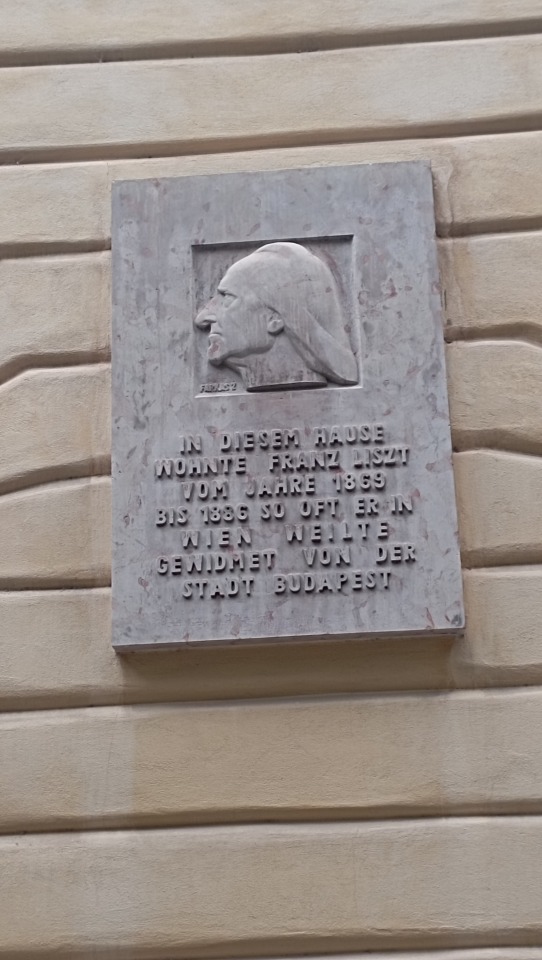 IN DIESEM HAUSE
WOHNTE FRANZ LISZT
VOM JAHRE 1869
BIS 1886 SO OFT ER IN
WIEN WEILTE
GEWIDMET VON DER
STADT BUDAPEST